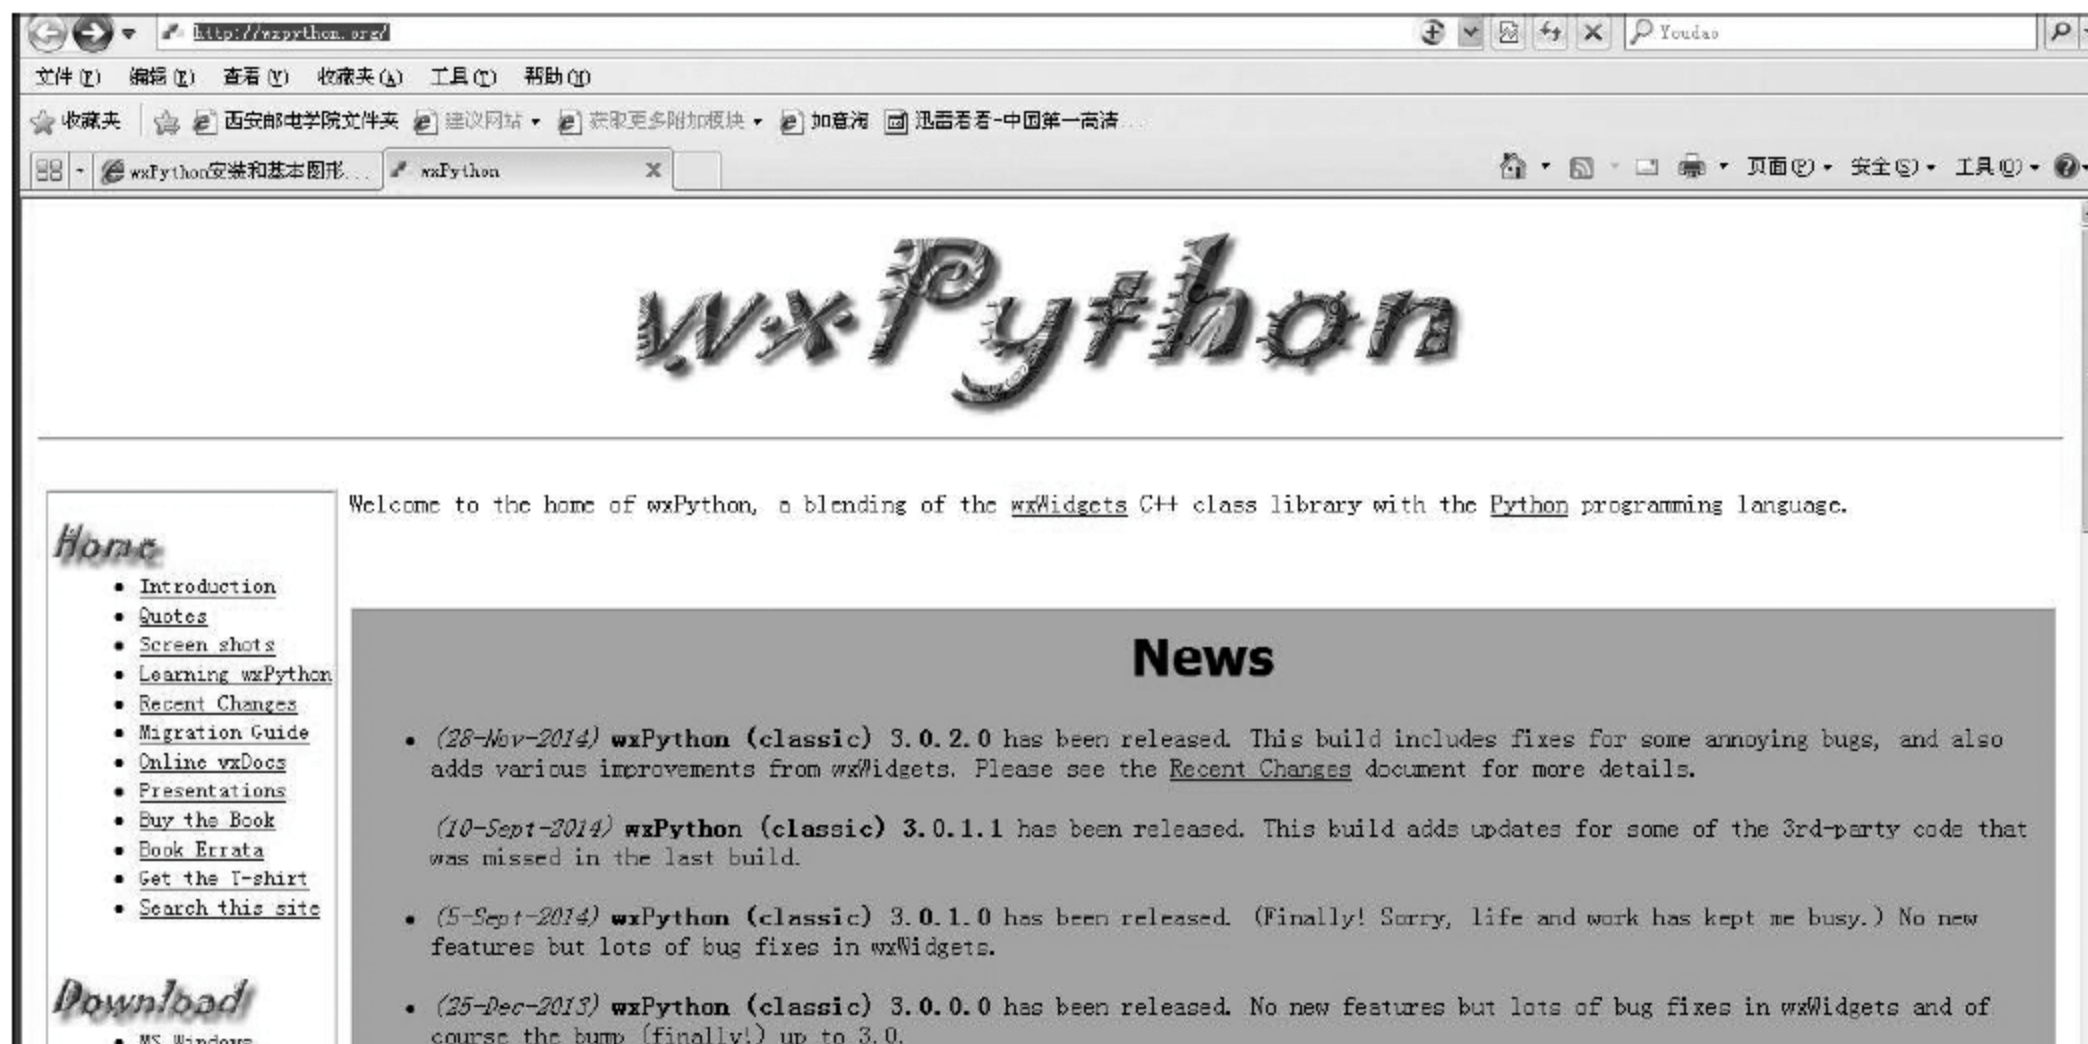 http://wxpython.org/
Youdao
文件(F) 编辑(E) 查看(V) 收藏夹(A) 工具(T) 帮助(H)
收藏夹 西安邮电学院文件夹 建议网站 获取更多附加模块 如意淘 迅雷看看-中国第一高清...
wxPython安装和基本图形... wxPython 页面(P) 安全(S) 工具(O)
wxPython
Welcome to the home of wxPython, a blending of the wxWidgets C++ class library with the Python programming language.
Home
Introduction
Quotes
Screen shots
Learning wxPython
Recent Changes
Migration Guide
Online wxDocs
Presentations
Buy the Book
Book Errata
Get the T-shirt
Search this site
Download
MS Windows
News
(28-Nov-2014) wxPython (classic) 3.0.2.0 has been released. This build includes fixes for some annoying bugs, and also
adds various improvements from wxWidgets. Please see the Recent Changes document for more details.
(10-Sept-2014) wxPython (classic) 3.0.1.1 has been released. This build adds updates for some of the 3rd-party code that
was missed in the last build.
(5-Sept-2014) wxPython (classic) 3.0.1.0 has been released. (Finally! Sorry, life and work has kept me busy.) No new
features but lots of bug fixes in wxWidgets.
(25-Dec-2013) wxPython (classic) 3.0.0.0 has been released. No new features but lots of bug fixes in wxWidgets and of
course the bump (finally!) up to 3.0.